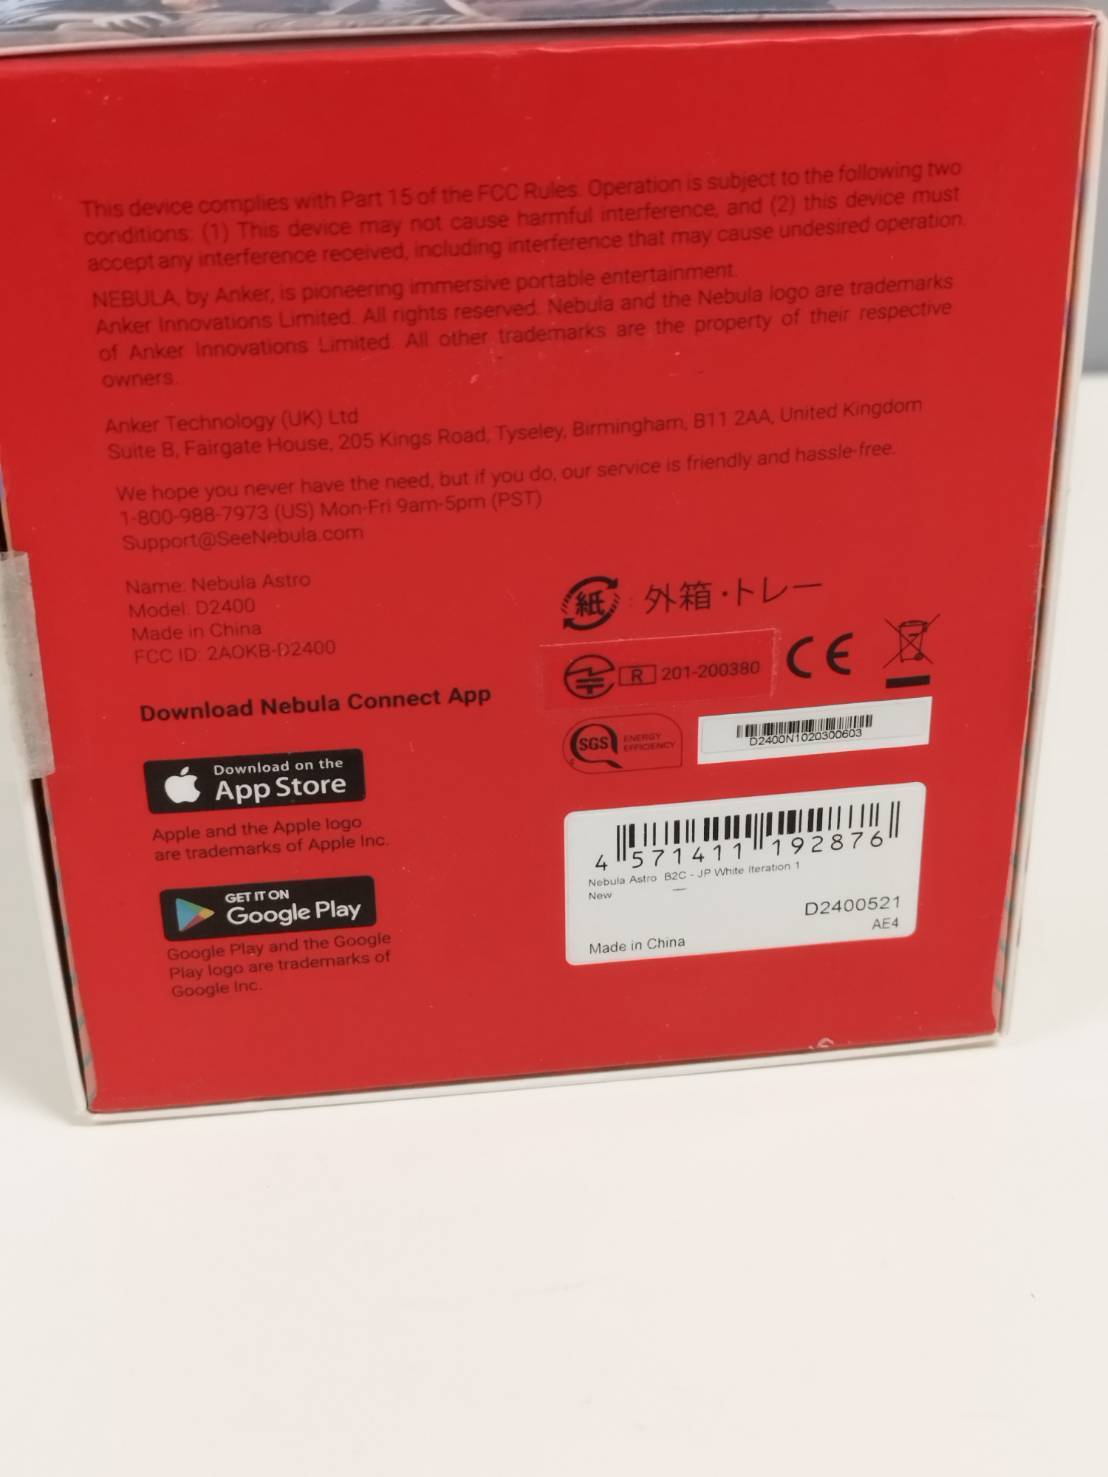 This device complies with Part 15 of the FCC Rules. Operation is subject to the following two
conditions: (1) This device may not cause harmful interference, and (2) this device must
accept any interference received, including interference that may cause undesired operation.
NEBULA, by Anker, is pioneering immersive portable entertainment.
Anker Innovations Limited. All rights reserved. Nebula and the Nebula logo are trademarks
of Anker Innovations Limited. All other trademarks are the property of their respective
owners.
Anker Technology (UK) Ltd
Suite B, Fairgate House, 205 Kings Road, Tyseley, Birmingham, B11 2AA, United Kingdom
We hope you never have the need, but if you do, our service is friendly and hassle-free.
1-800-988-7973 (US) Mon-Fri 9am-5pm (PST)
Support@SeeNebula.com
Name: Nebula Astro
Model: D2400
Made in China
FCC ID: 2AOKB-D2400
Download Nebula Connect App
Download on the
App Store
Apple and the Apple logo
are trademarks of Apple Inc.
GET IT ON
Google Play
Google Play and the Google
Play logo are trademarks of
Google Inc.
紙 : 外箱・トレー
R 201-200380
CE
SGS ENERGY
EFFICIENCY
D2400N1020300603
4 571411 192876
Nebula Astro B2C - JP White Iteration 1
New
D2400521
AE4
Made in China